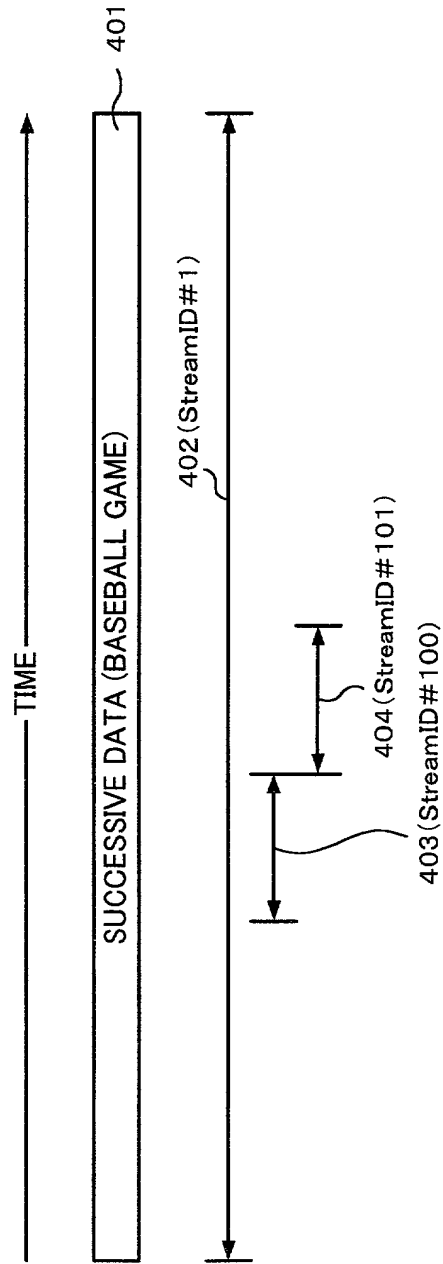 TIME
SUCCESSIVE DATA (BASEBALL GAME)
401
402(StreamID#1)
404(StreamID#101)
403(StreamID#100)